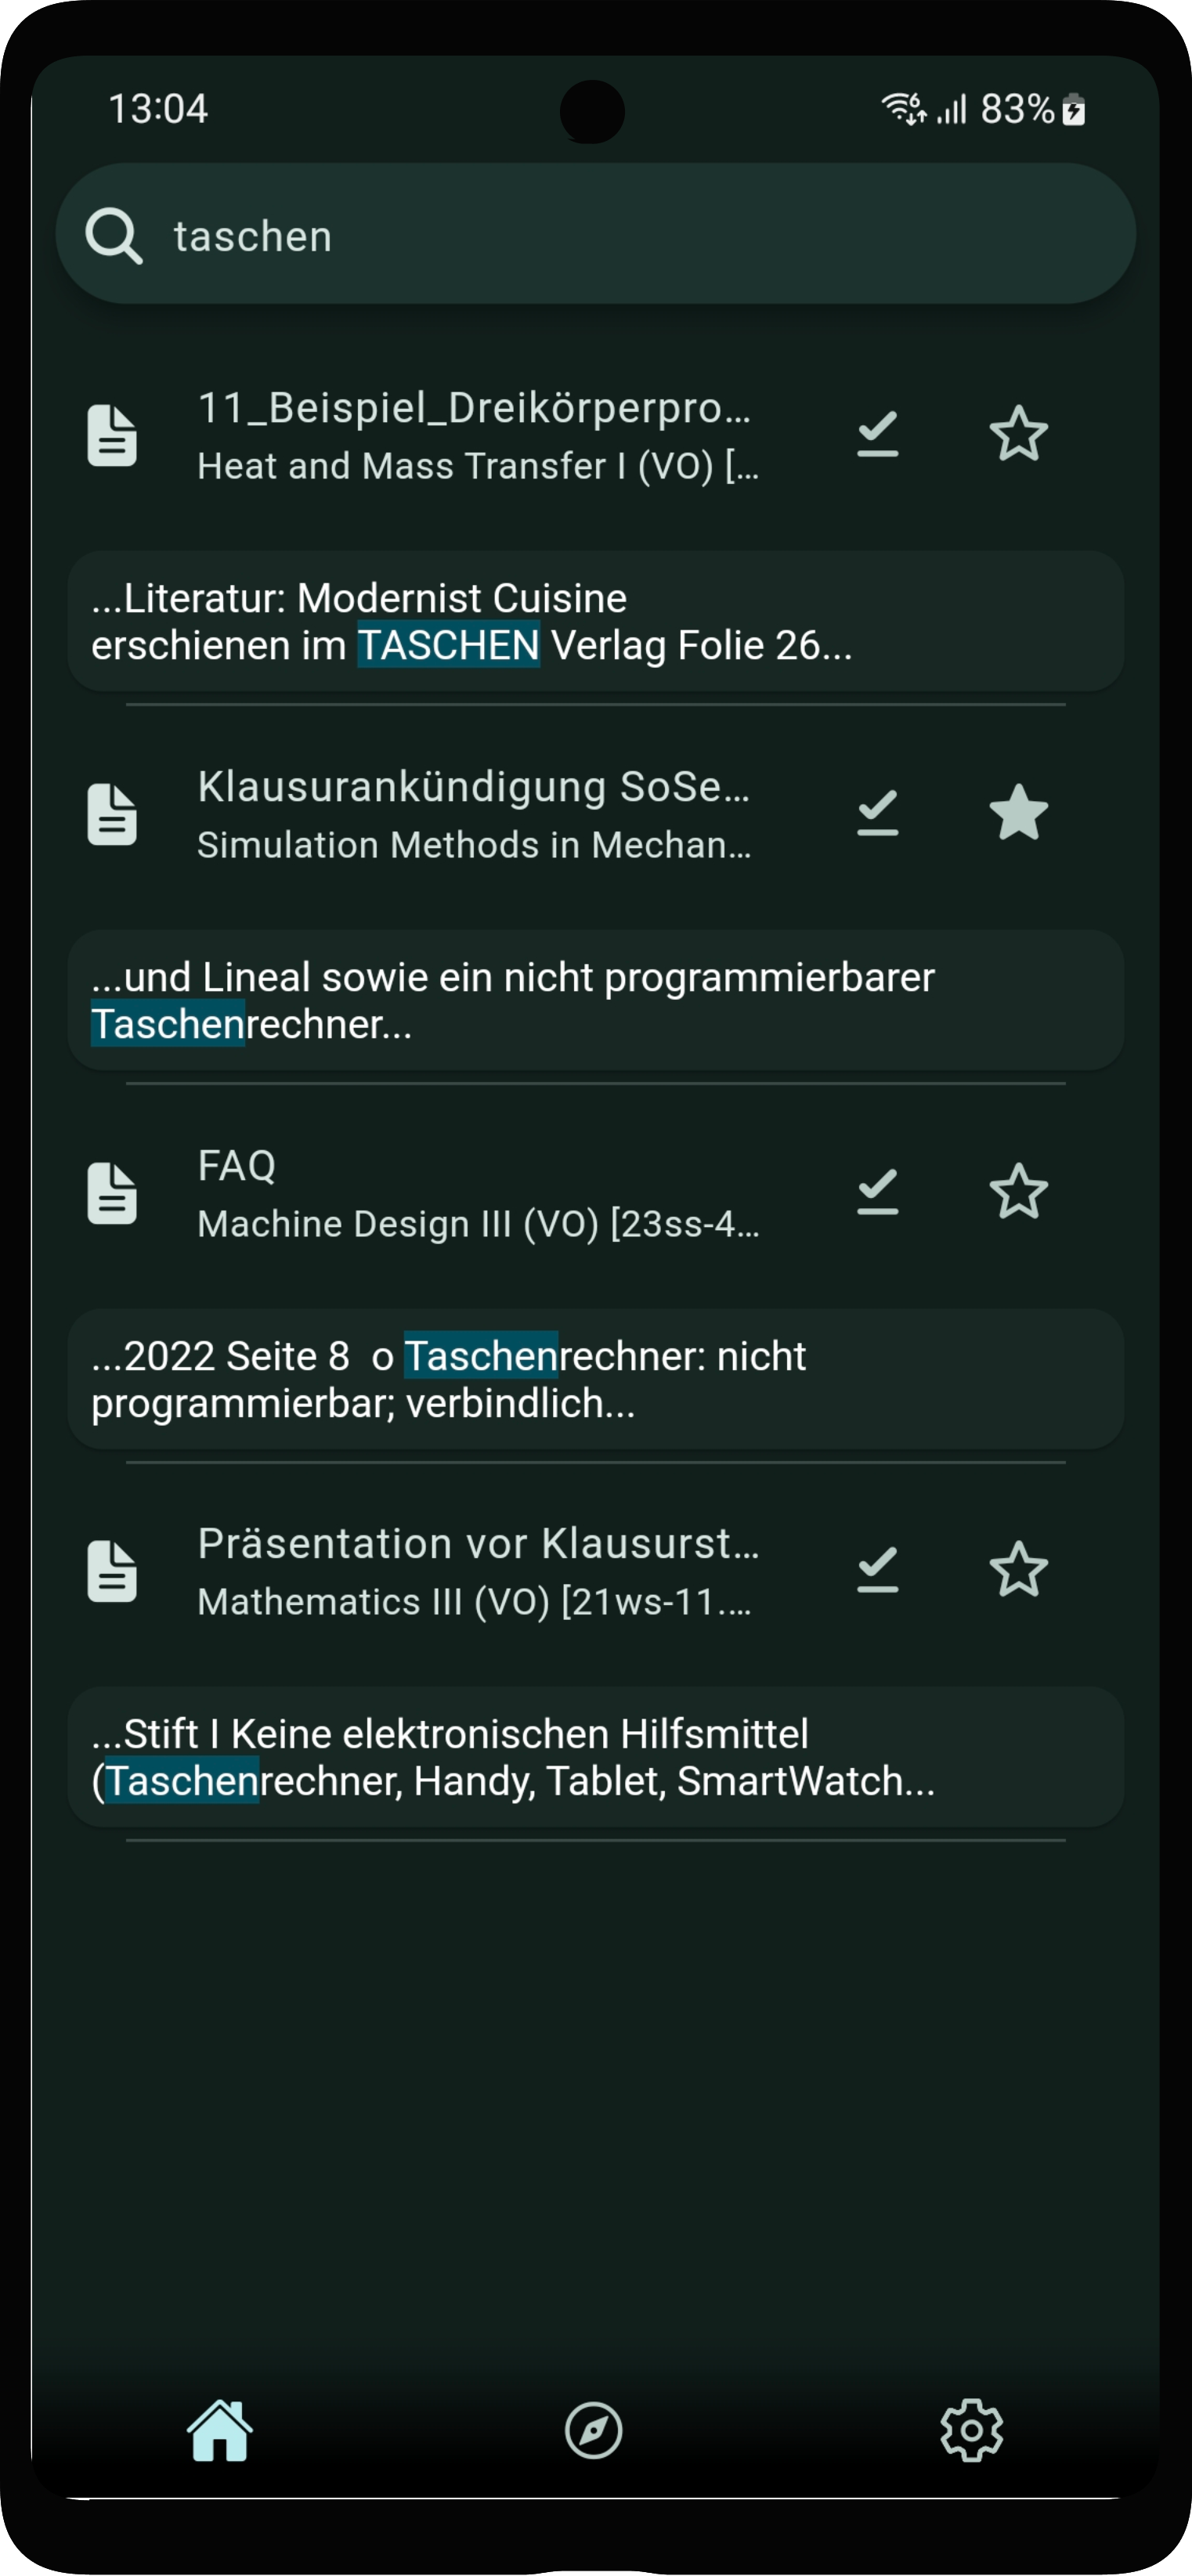 13:04
83%
taschen
11_Beispiel_Dreikörperpro...
Heat and Mass Transfer I (VO) [...
...Literatur: Modernist Cuisine
erschienen im TASCHEN Verlag Folie 26...
Klausurankündigung SoSe...
Simulation Methods in Mechan...
...und Lineal sowie ein nicht programmierbarer
Taschenrechner...
FAQ
Machine Design III (VO) [23ss-4...
...2022 Seite 8  o Taschenrechner: nicht
programmierbar; verbindlich...
Präsentation vor Klausurst...
Mathematics III (VO) [21ws-11....
...Stift I Keine elektronischen Hilfsmittel
(Taschenrechner, Handy, Tablet, SmartWatch...